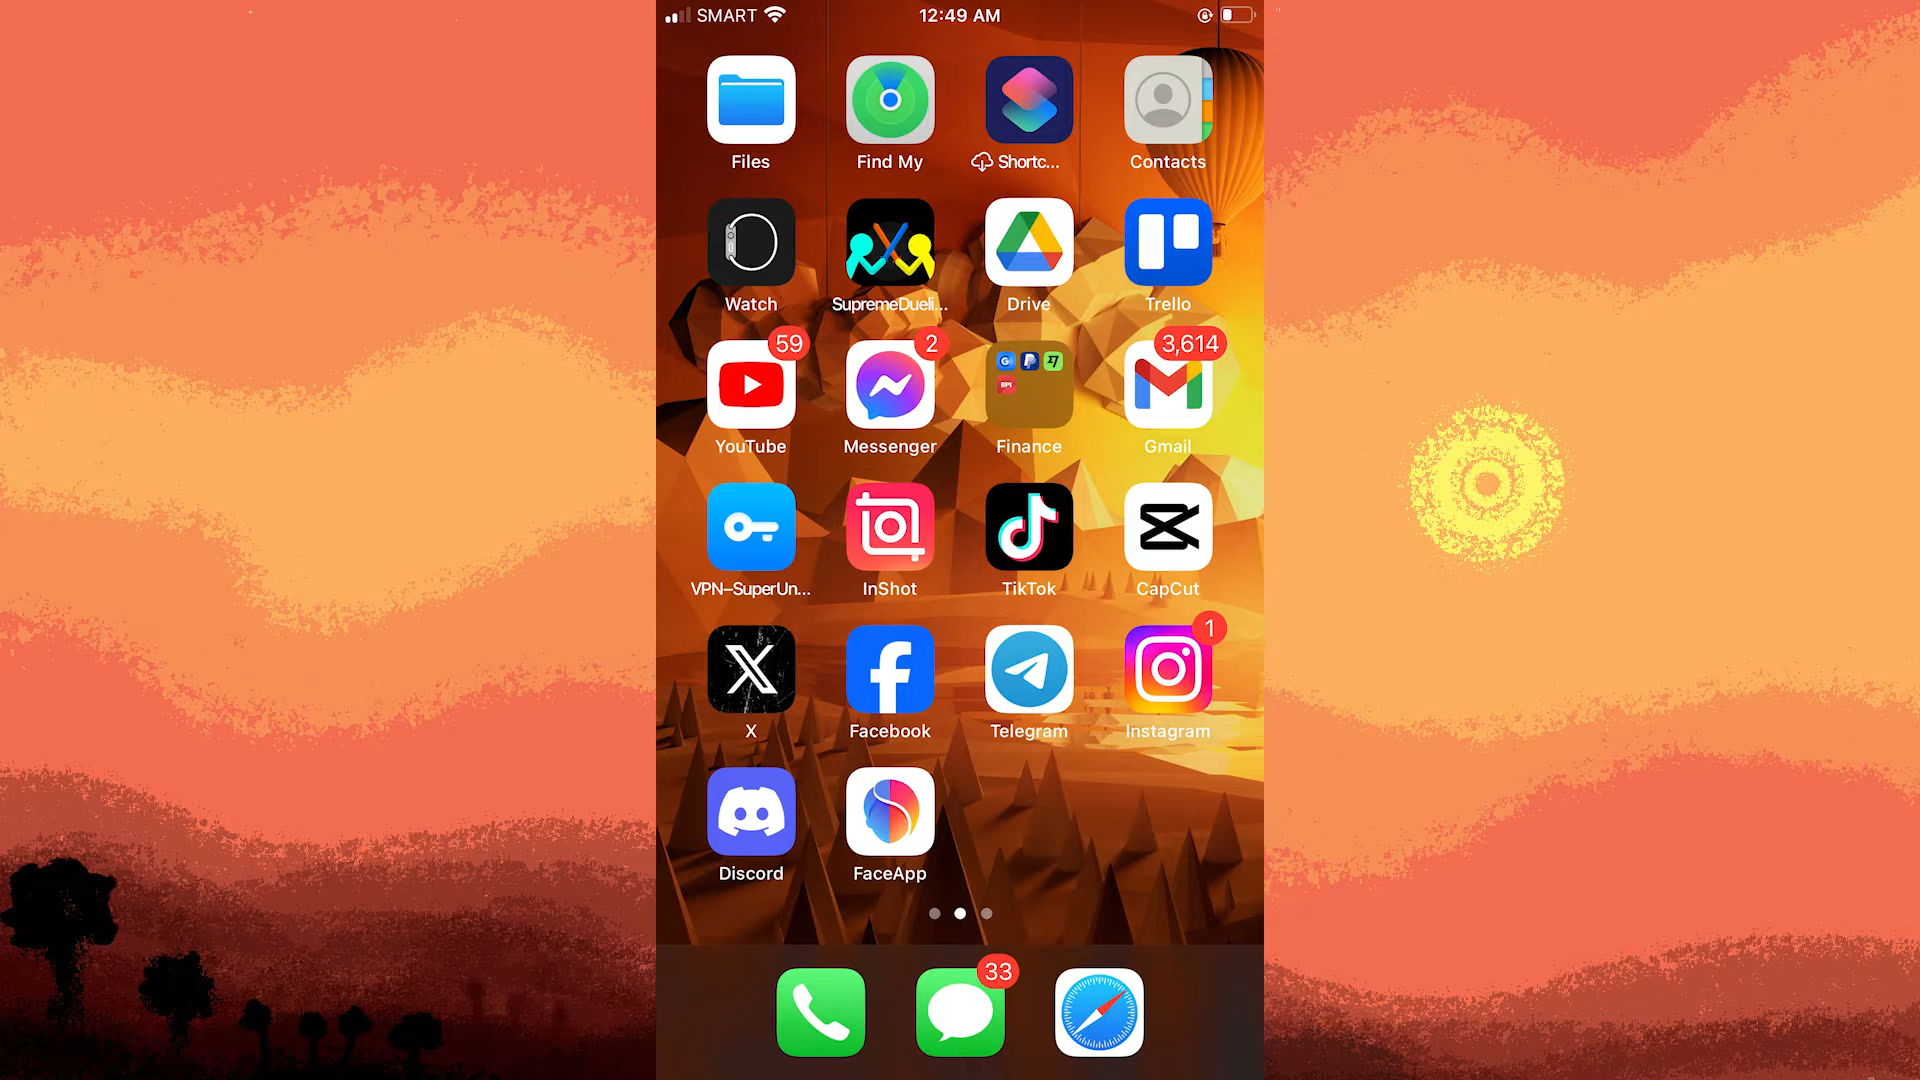 SMART 12:49 AM
Files Find My Shortc... Contacts
Watch SupremeDueli... Drive Trello
59 2 3,614
G P BPI
YouTube Messenger Finance Gmail
VPN–SuperUn... InShot TikTok CapCut
1
X Facebook Telegram Instagram
Discord FaceApp
33